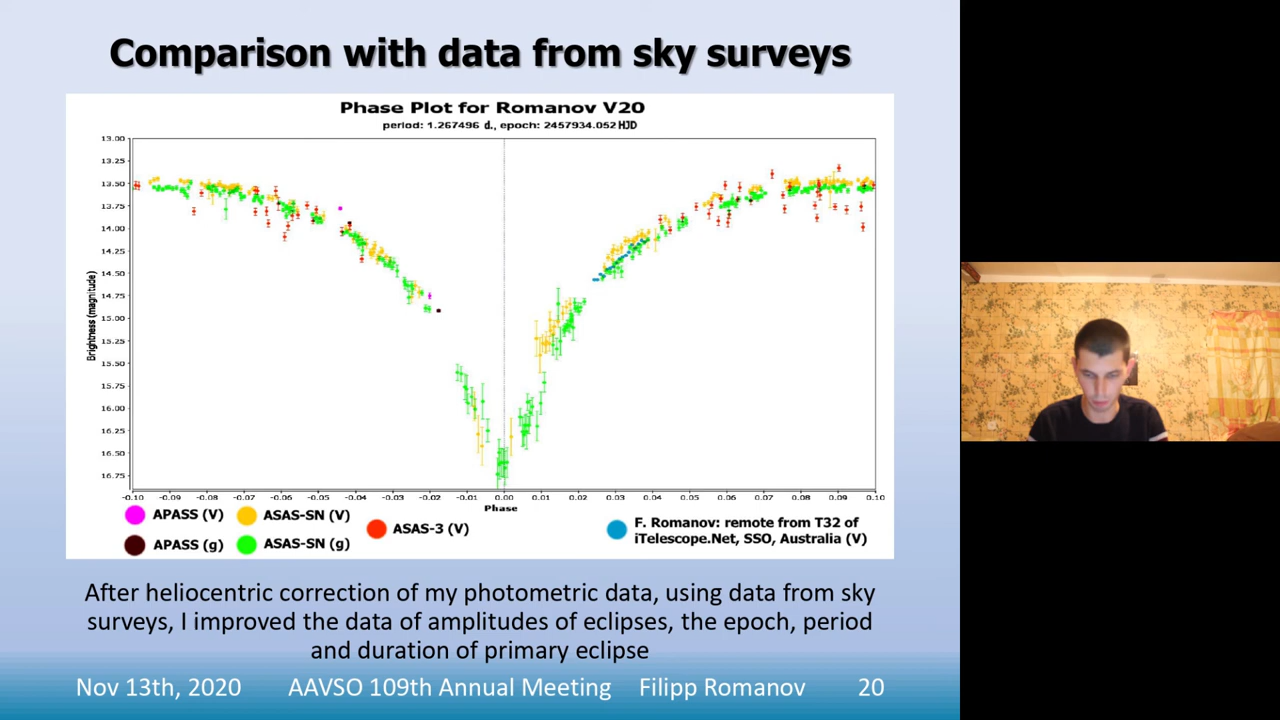 Comparison with data from sky surveys
Phase Plot for Romanov V20
period: 1.267496 d., epoch: 2457934.052 HJD
Brightness (magnitude)
13.00
13.25
13.50
13.75
14.00
14.25
14.50
14.75
15.00
15.25
15.50
15.75
16.00
16.25
16.50
16.75
-0.10 -0.09 -0.08 -0.07 -0.06 -0.05 -0.04 -0.03 -0.02 -0.01 0.00 0.01 0.02 0.03 0.04 0.05 0.06 0.07 0.08 0.09 0.10
Phase
APASS (V)
APASS (g)
ASAS-SN (V)
ASAS-SN (g)
ASAS-3 (V)
F. Romanov: remote from T32 of
iTelescope.Net, SSO, Australia (V)
After heliocentric correction of my photometric data, using data from sky
surveys, I improved the data of amplitudes of eclipses, the epoch, period
and duration of primary eclipse
Nov 13th, 2020 AAVSO 109th Annual Meeting Filipp Romanov 20